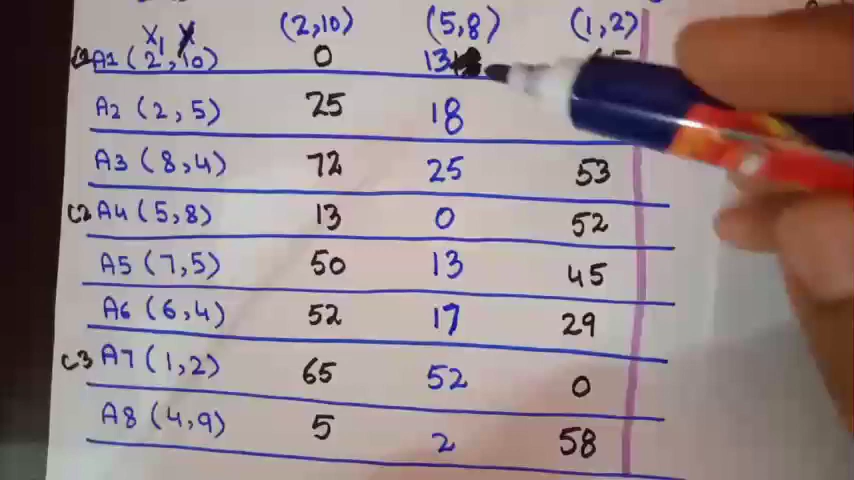 X1 X (2,10) (5,8) (1,2)
A1 (2,10) 0 13
A2 (2,5) 25 18
A3 (8,4) 72 25 53
C2 A4 (5,8) 13 0 52
A5 (7,5) 50 13 45
A6 (6,4) 52 17 29
C3 A7 (1,2) 65 52 0
A8 (4,9) 5 2 58